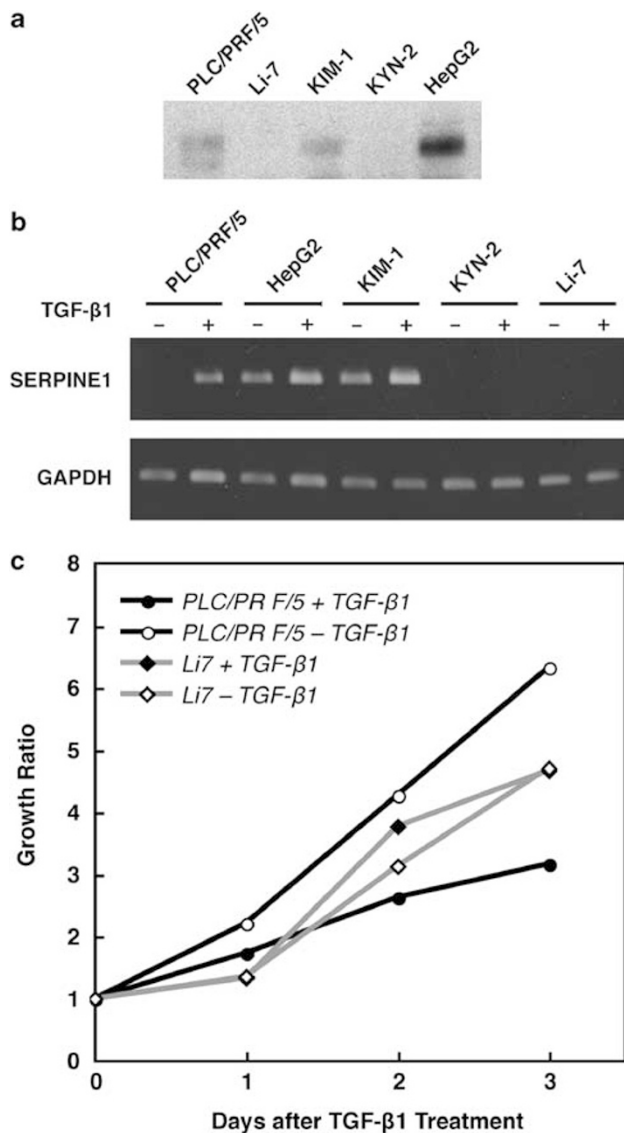 a
PLC/PRF/5 Li-7 KIM-1 KYN-2 HepG2
b
PLC/PRF/5 HepG2 KIM-1 KYN-2 Li-7
TGF-β1 – + – + – + – + – +
SERPINE1
GAPDH
c
8
7
6
5
4
3
2
1
0
Growth Ratio
PLC/PR F/5 + TGF-β1
PLC/PR F/5 – TGF-β1
Li7 + TGF-β1
Li7 – TGF-β1
0 1 2 3
Days after TGF-β1 Treatment